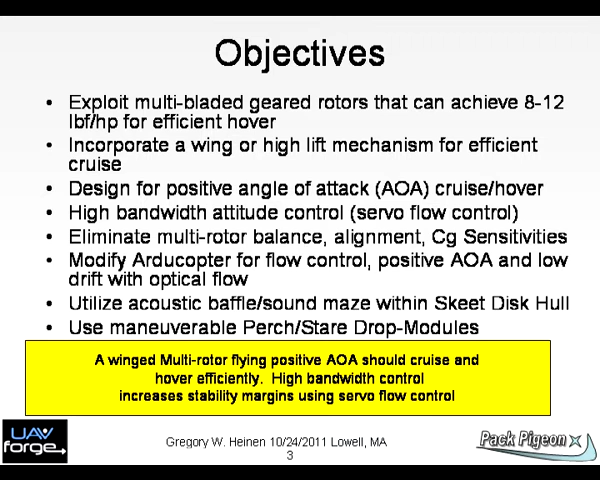 Objectives
• Exploit multi-bladed geared rotors that can achieve 8-12
lbf/hp for efficient hover
• Incorporate a wing or high lift mechanism for efficient
cruise
• Design for positive angle of attack (AOA) cruise/hover
• High bandwidth attitude control (servo flow control)
• Eliminate multi-rotor balance, alignment, Cg Sensitivities
• Modify Arducopter for flow control, positive AOA and low
drift with optical flow
• Utilize acoustic baffle/sound maze within Skeet Disk Hull
• Use maneuverable Perch/Stare Drop-Modules
A winged Multi-rotor flying positive AOA should cruise and
hover efficiently. High bandwidth control
increases stability margins using servo flow control
UAV
forge
Gregory W. Heinen 10/24/2011 Lowell, MA
3
Pack Pigeon